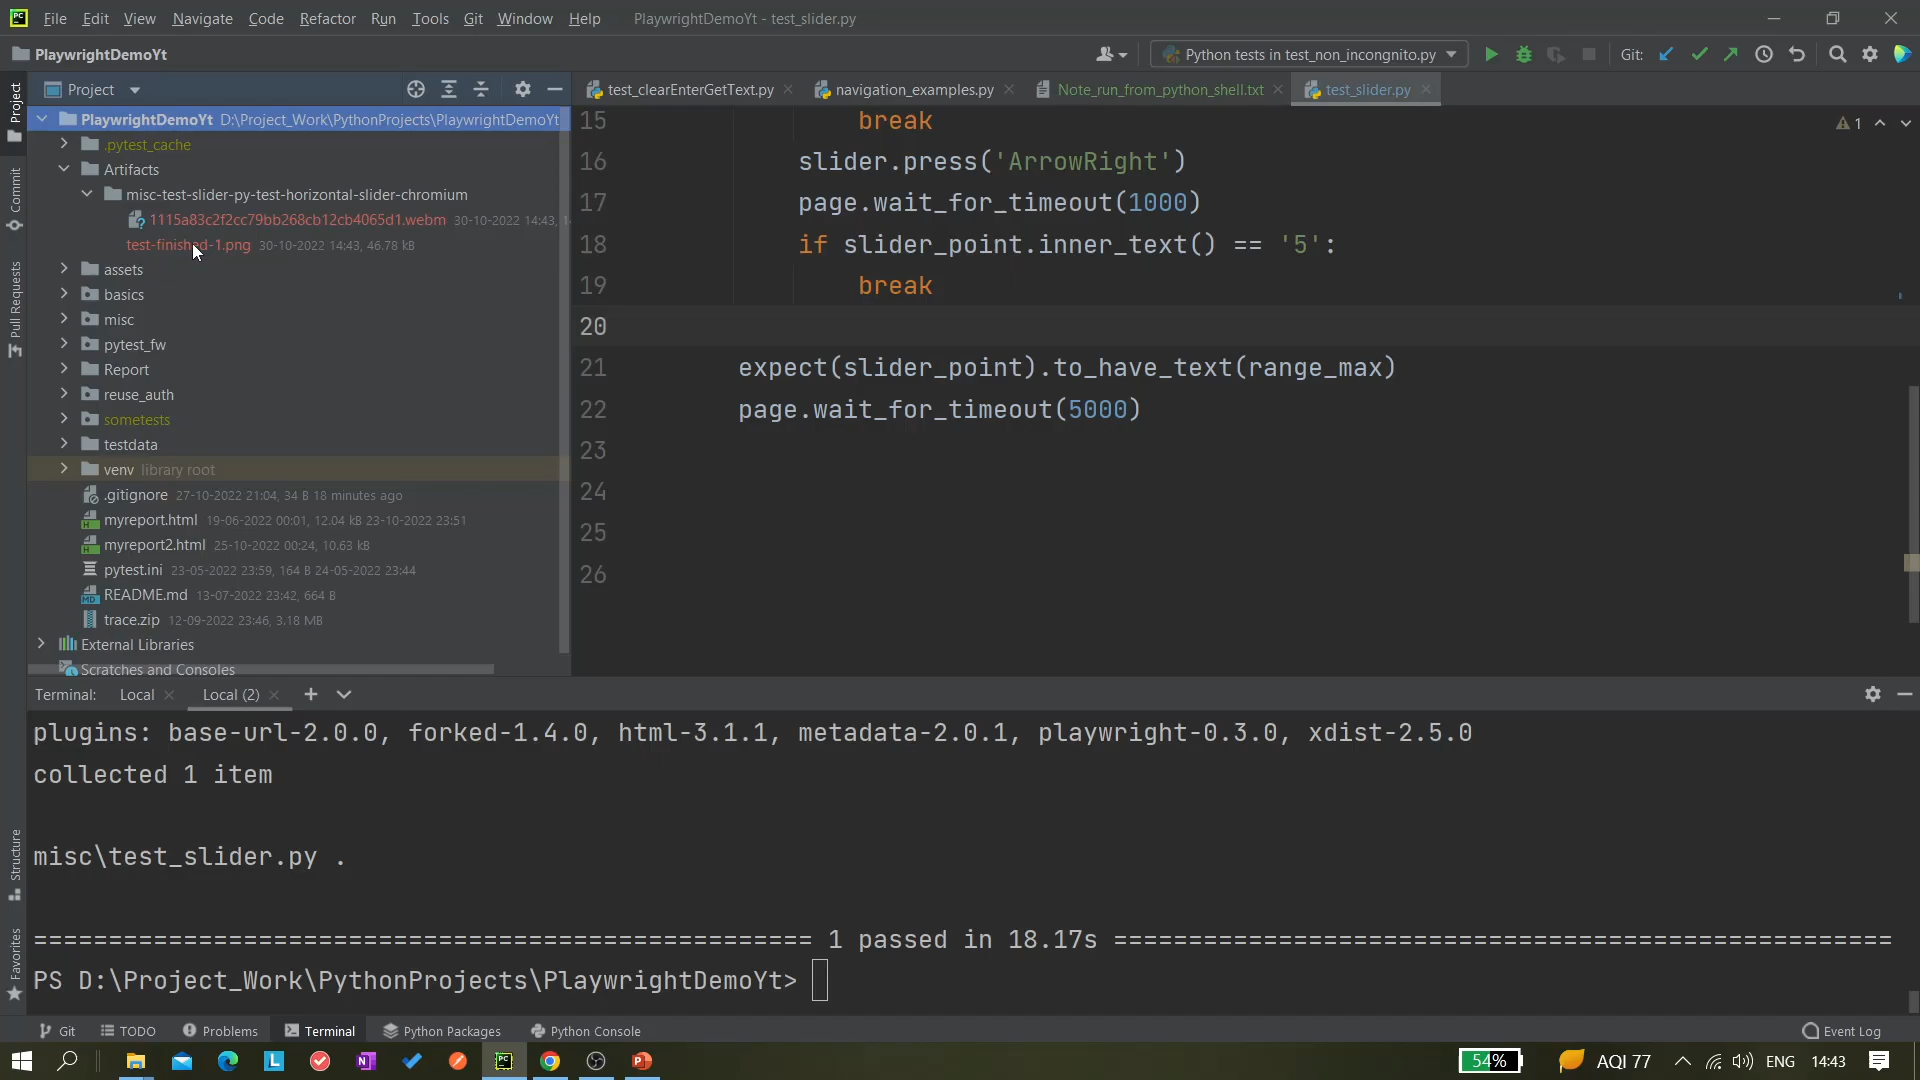 PC File Edit View Navigate Code Refactor Run Tools Git Window Help PlaywrightDemoYt - test_slider.py
PlaywrightDemoYt Python tests in test_non_incongnito.py Git:
Project test_clearEnterGetText.py navigation_examples.py Note_run_from_python_shell.txt test_slider.py
PlaywrightDemoYt D:\Project_Work\PythonProjects\PlaywrightDemoYt
.pytest_cache
Artifacts
misc-test-slider-py-test-horizontal-slider-chromium
1115a83c2f2cc79bb268cb12cb4065d1.webm 30-10-2022 14:43,
test-finished-1.png 30-10-2022 14:43, 46.78 kB
assets
basics
misc
pytest_fw
Report
reuse_auth
sometests
testdata
venv library root
.gitignore 27-10-2022 21:04, 34 B 18 minutes ago
myreport.html 19-06-2022 00:01, 12.04 kB 23-10-2022 23:51
myreport2.html 25-10-2022 00:24, 10.63 kB
pytest.ini 23-05-2022 23:59, 164 B 24-05-2022 23:44
README.md 13-07-2022 23:42, 664 B
trace.zip 12-09-2022 23:46, 3.18 MB
External Libraries
Scratches and Consoles
15 break
16 slider.press('ArrowRight')
17 page.wait_for_timeout(1000)
18 if slider_point.inner_text() == '5':
19 break
20
21 expect(slider_point).to_have_text(range_max)
22 page.wait_for_timeout(5000)
23
24
25
26
1
Project
Commit
Pull Requests
Structure
Favorites
Terminal: Local Local (2)
plugins: base-url-2.0.0, forked-1.4.0, html-3.1.1, metadata-2.0.1, playwright-0.3.0, xdist-2.5.0
collected 1 item
misc\test_slider.py .
==================================================== 1 passed in 18.17s ====================================================
PS D:\Project_Work\PythonProjects\PlaywrightDemoYt>
Git TODO Problems Terminal Python Packages Python Console Event Log
54% AQI 77 ENG 14:43